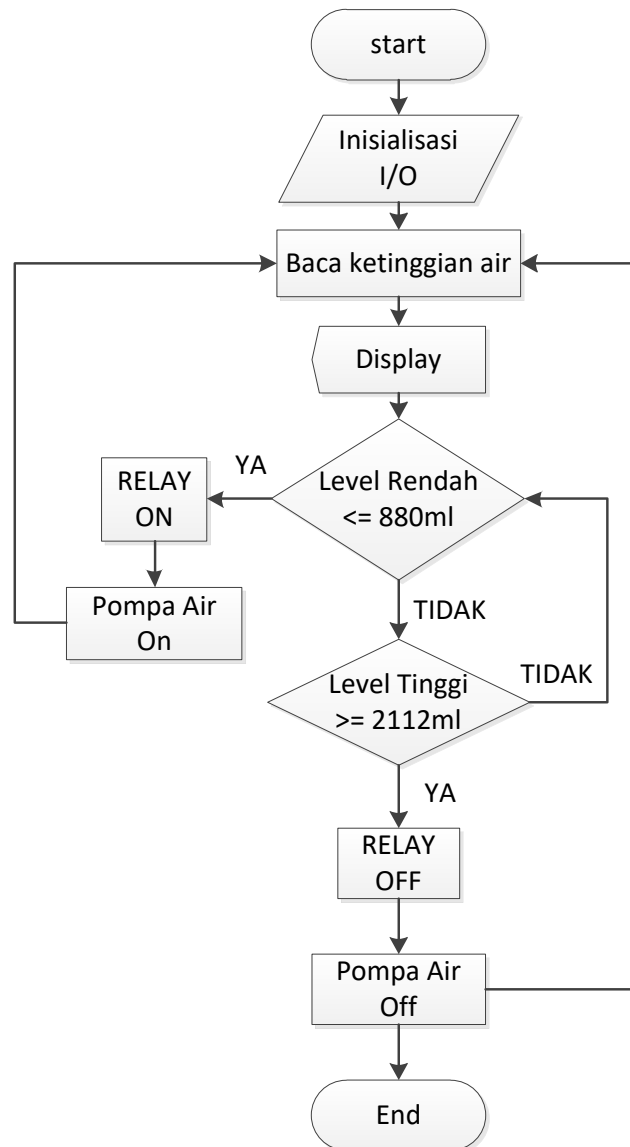 start
Inisialisasi
I/O
Baca ketinggian air
Display
Level Rendah
<= 880ml
YA
RELAY
ON
Pompa Air
On
TIDAK
Level Tinggi
>= 2112ml
TIDAK
YA
RELAY
OFF
Pompa Air
Off
End